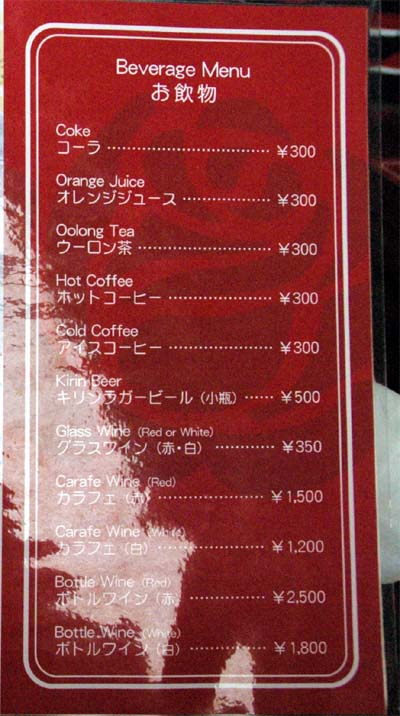 Beverage Menu
お飲物
Coke
コーラ ………………………… ¥300
Orange Juice
オレンジジュース …………… ¥300
Oolong Tea
ウーロン茶 …………………… ¥300
Hot Coffee
ホットコーヒー ……………… ¥300
Cold Coffee
アイスコーヒー ……………… ¥300
Kirin Beer
キリンラガービール（小瓶）…… ¥500
Glass Wine (Red or White)
グラスワイン（赤・白） ………… ¥350
Carafe Wine (Red)
カラフェ（赤） ……………… ¥1,500
Carafe Wine (White)
カラフェ（白） ……………… ¥1,200
Bottle Wine (Red)
ボトルワイン（赤） ………… ¥2,500
Bottle Wine (White)
ボトルワイン（白） ………… ¥1,800